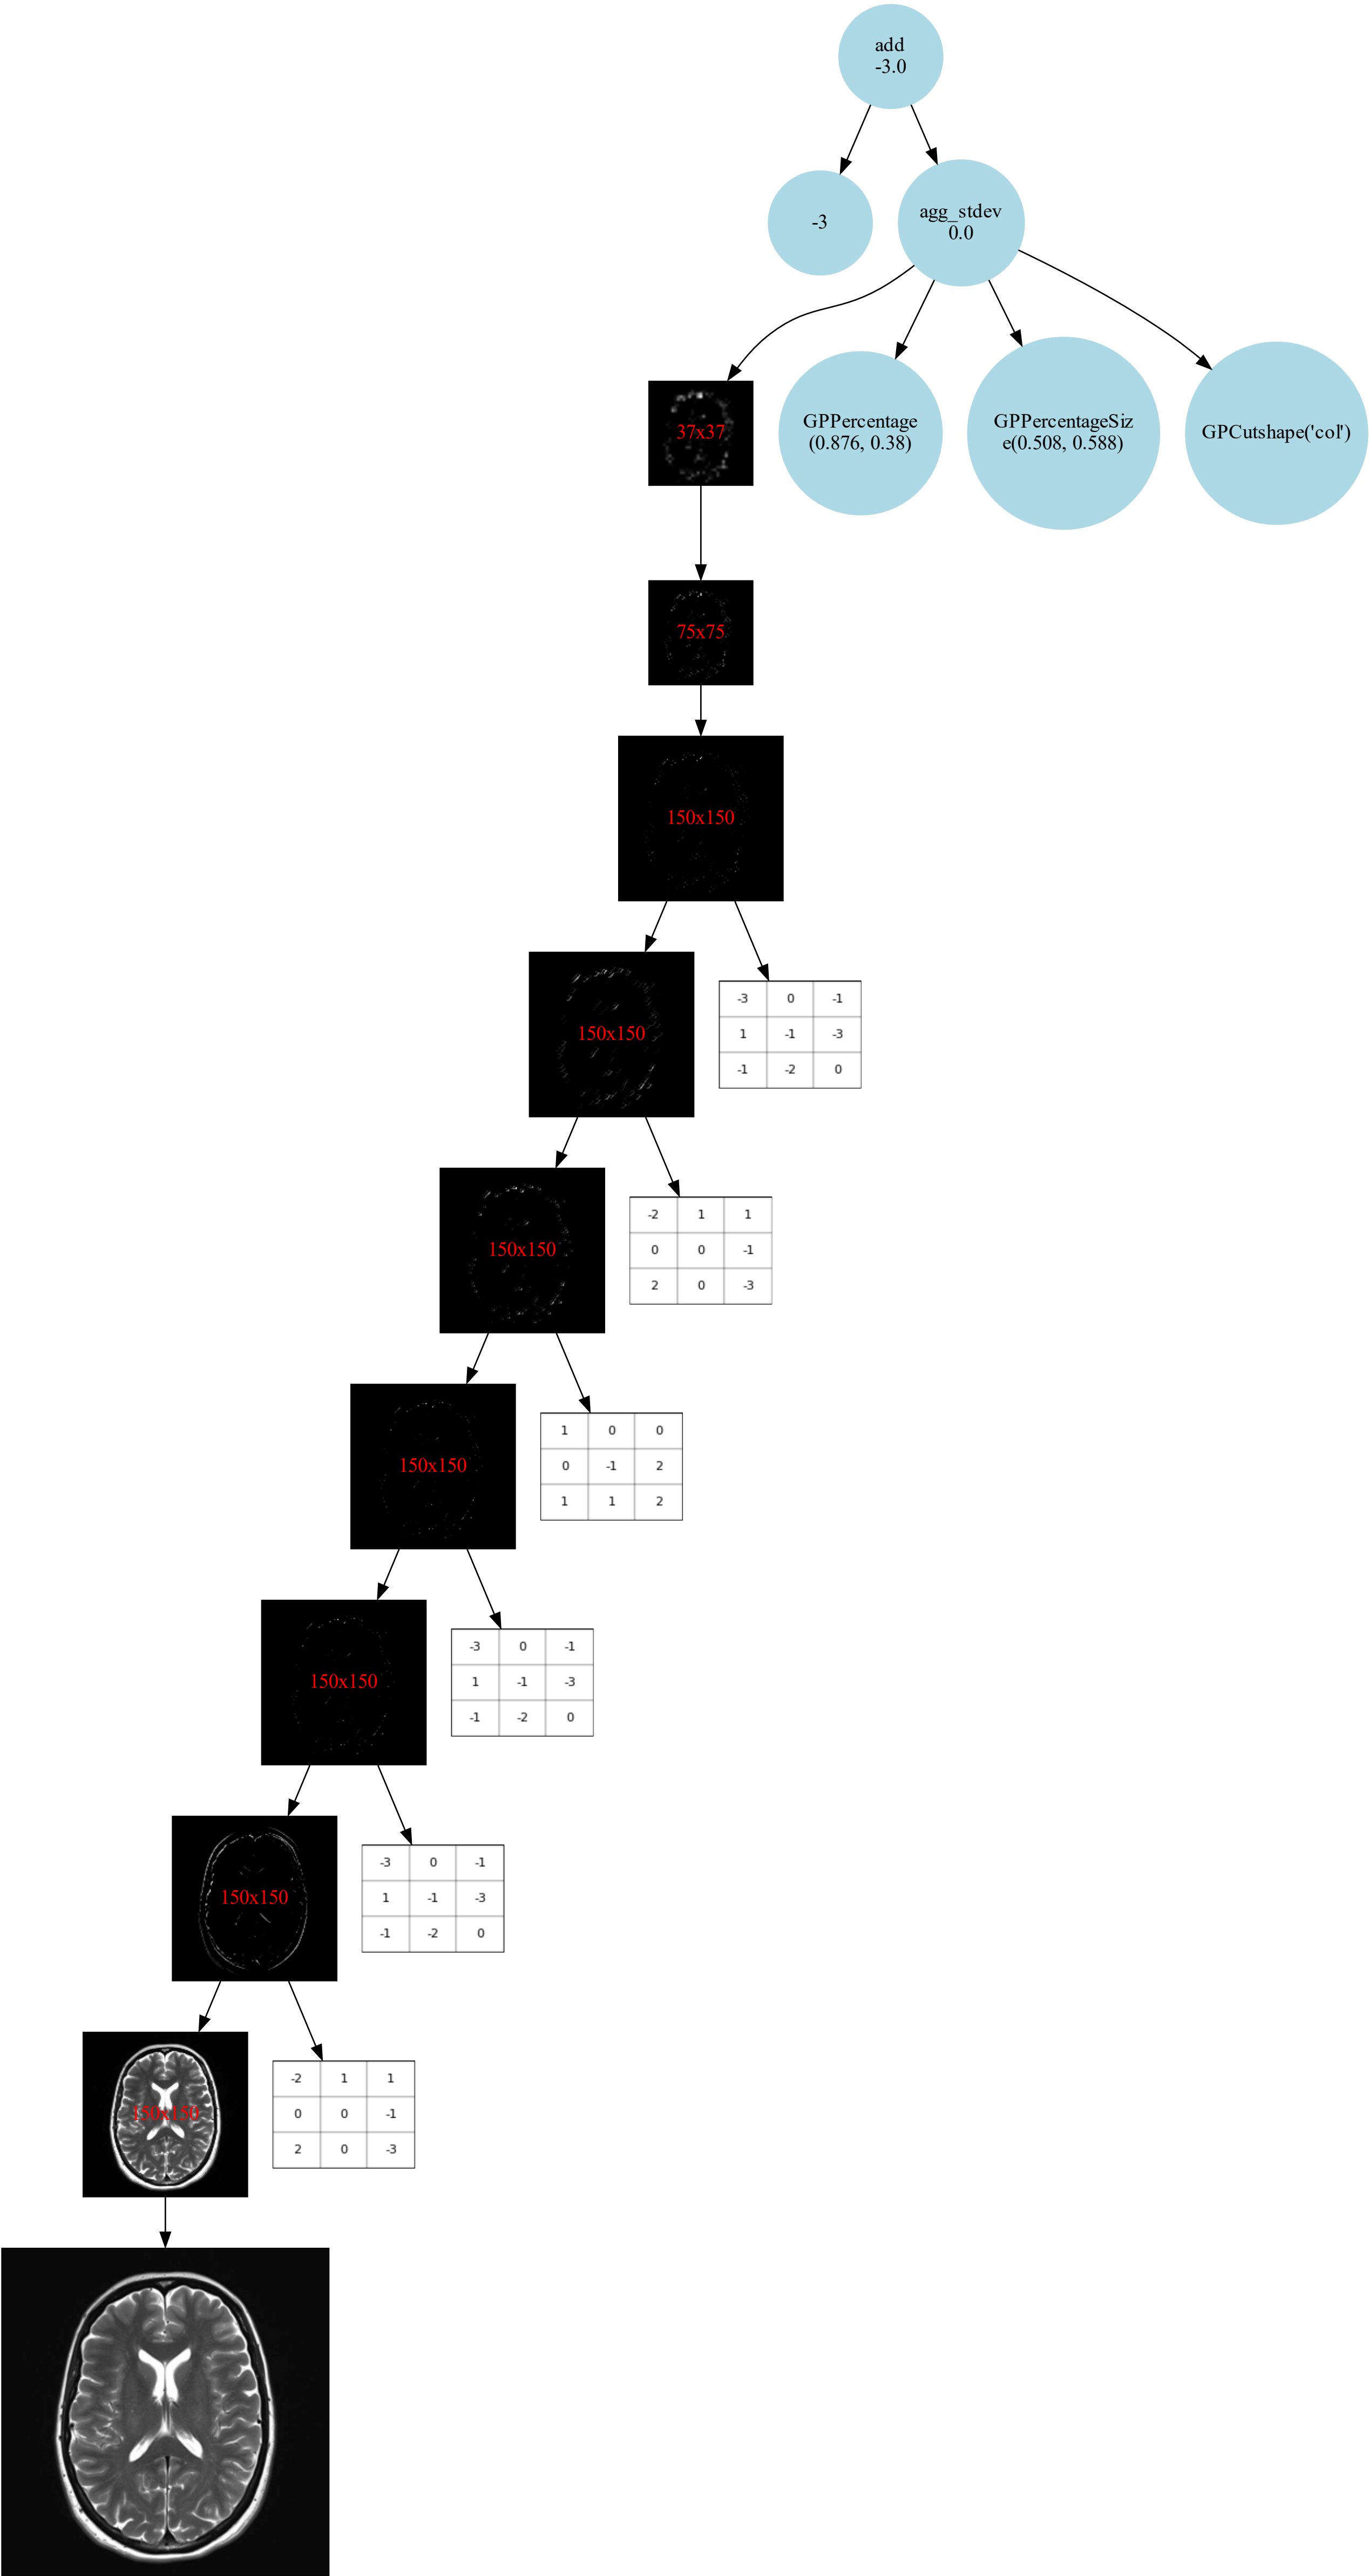 add
-3.0
-3
agg_stdev
0.0
37x37
GPPercentage
(0.876, 0.38)
GPPercentageSiz
e(0.508, 0.588)
GPCutshape('col')
75x75
150x150
150x150
-3 0 -1
1 -1 -3
-1 -2 0
150x150
-2 1 1
0 0 -1
2 0 -3
150x150
1 0 0
0 -1 2
1 1 2
150x150
-3 0 -1
1 -1 -3
-1 -2 0
150x150
-3 0 -1
1 -1 -3
-1 -2 0
150x150
-2 1 1
0 0 -1
2 0 -3